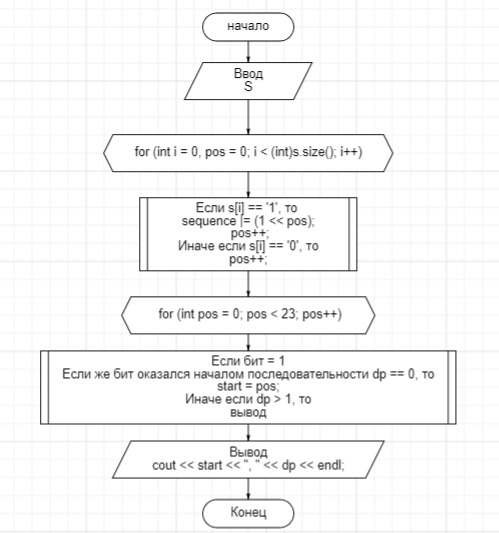 начало
Ввод
S
for (int i = 0, pos = 0; i < (int)s.size(); i++)
Если s[i] == '1', то
sequence |= (1 << pos);
pos++;
Иначе если s[i] == '0', то
pos++;
for (int pos = 0; pos < 23; pos++)
Если бит = 1
Если же бит оказался началом последовательности dp == 0, то
start = pos;
Иначе если dp > 1, то
вывод
Вывод
cout << start << ", " << dp << endl;
Конец